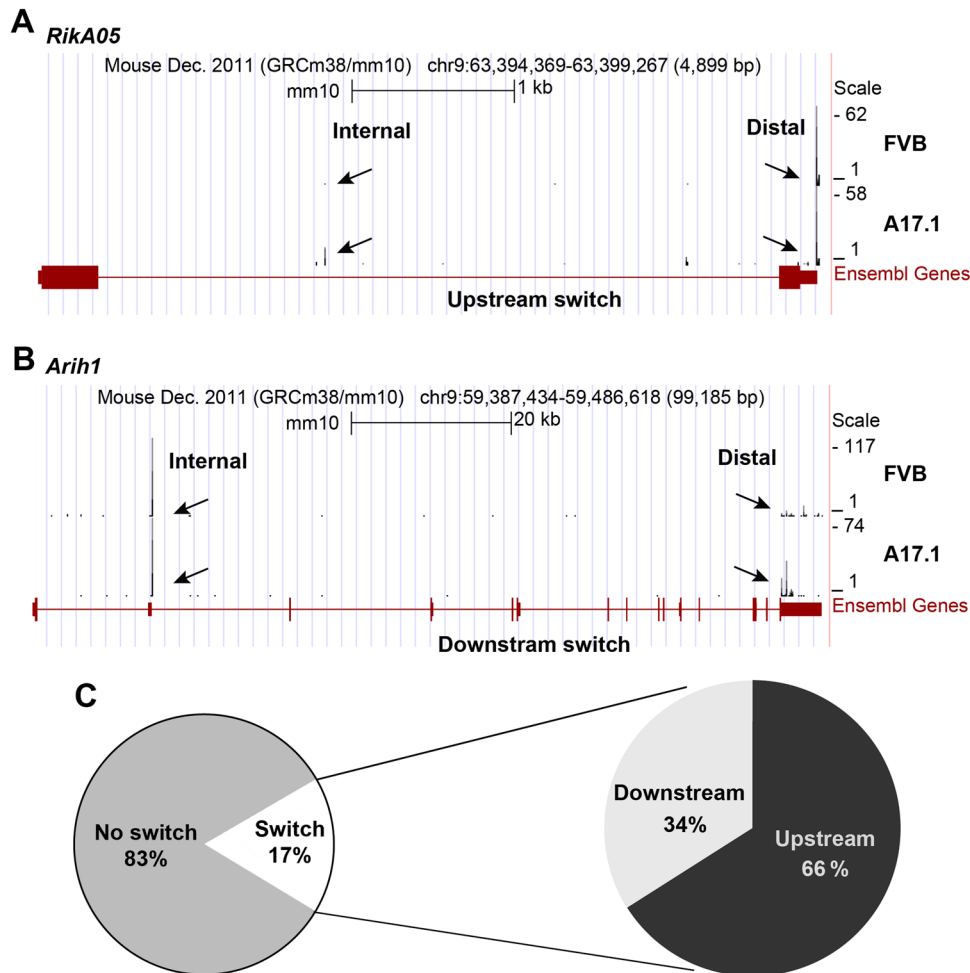 A
RikA05
Mouse Dec. 2011 (GRCm38/mm10) chr9:63,394,369-63,399,267 (4,899 bp)
mm10 1 kb
Scale
Internal
Distal
- 62
FVB
1
- 58
A17.1
1
Ensembl Genes
Upstream switch
B
Arih1
Mouse Dec. 2011 (GRCm38/mm10) chr9:59,387,434-59,486,618 (99,185 bp)
mm10 20 kb
Scale
Internal
Distal
- 117
FVB
1
- 74
A17.1
1
Ensembl Genes
Downstram switch
C
No switch
83%
Switch
17%
Downstream
34%
Upstream
66 %